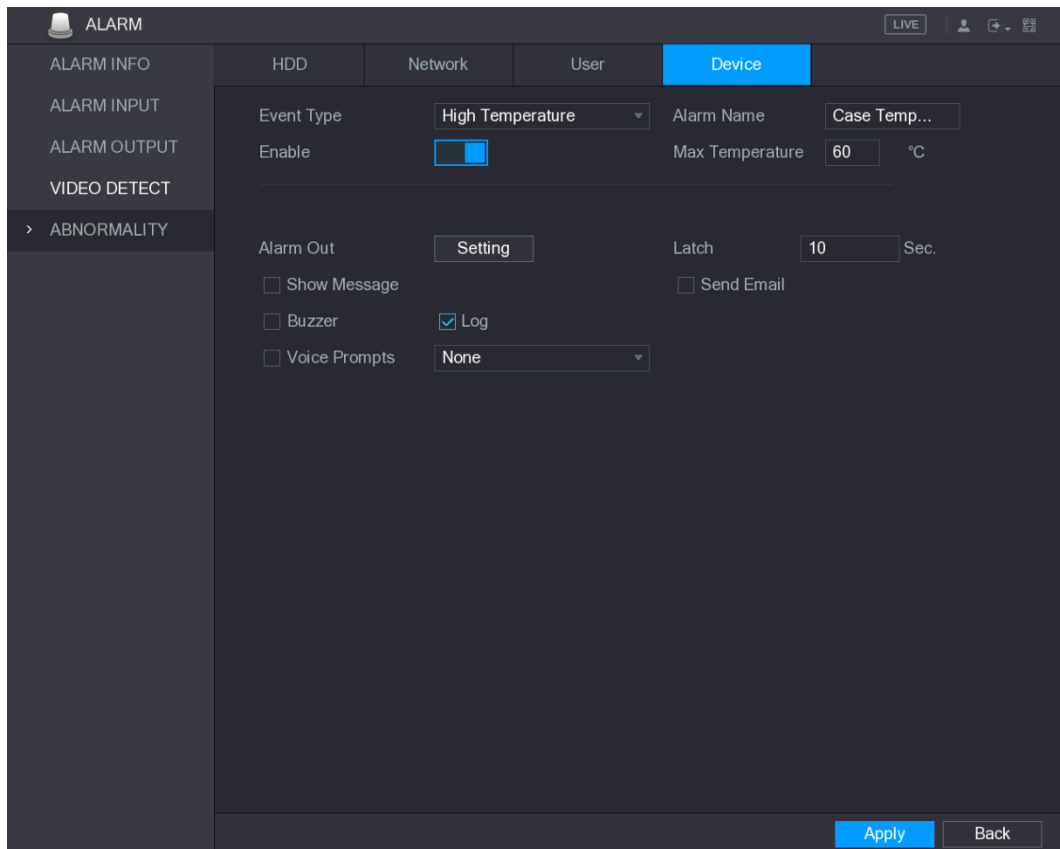 ALARM LIVE
ALARM INFO
ALARM INPUT
ALARM OUTPUT
VIDEO DETECT
> ABNORMALITY
HDD Network User Device
Event Type High Temperature Alarm Name Case Temp...
Enable Max Temperature 60 °C
Alarm Out Setting Latch 10 Sec.
Show Message Send Email
Buzzer Log
Voice Prompts None
Apply Back